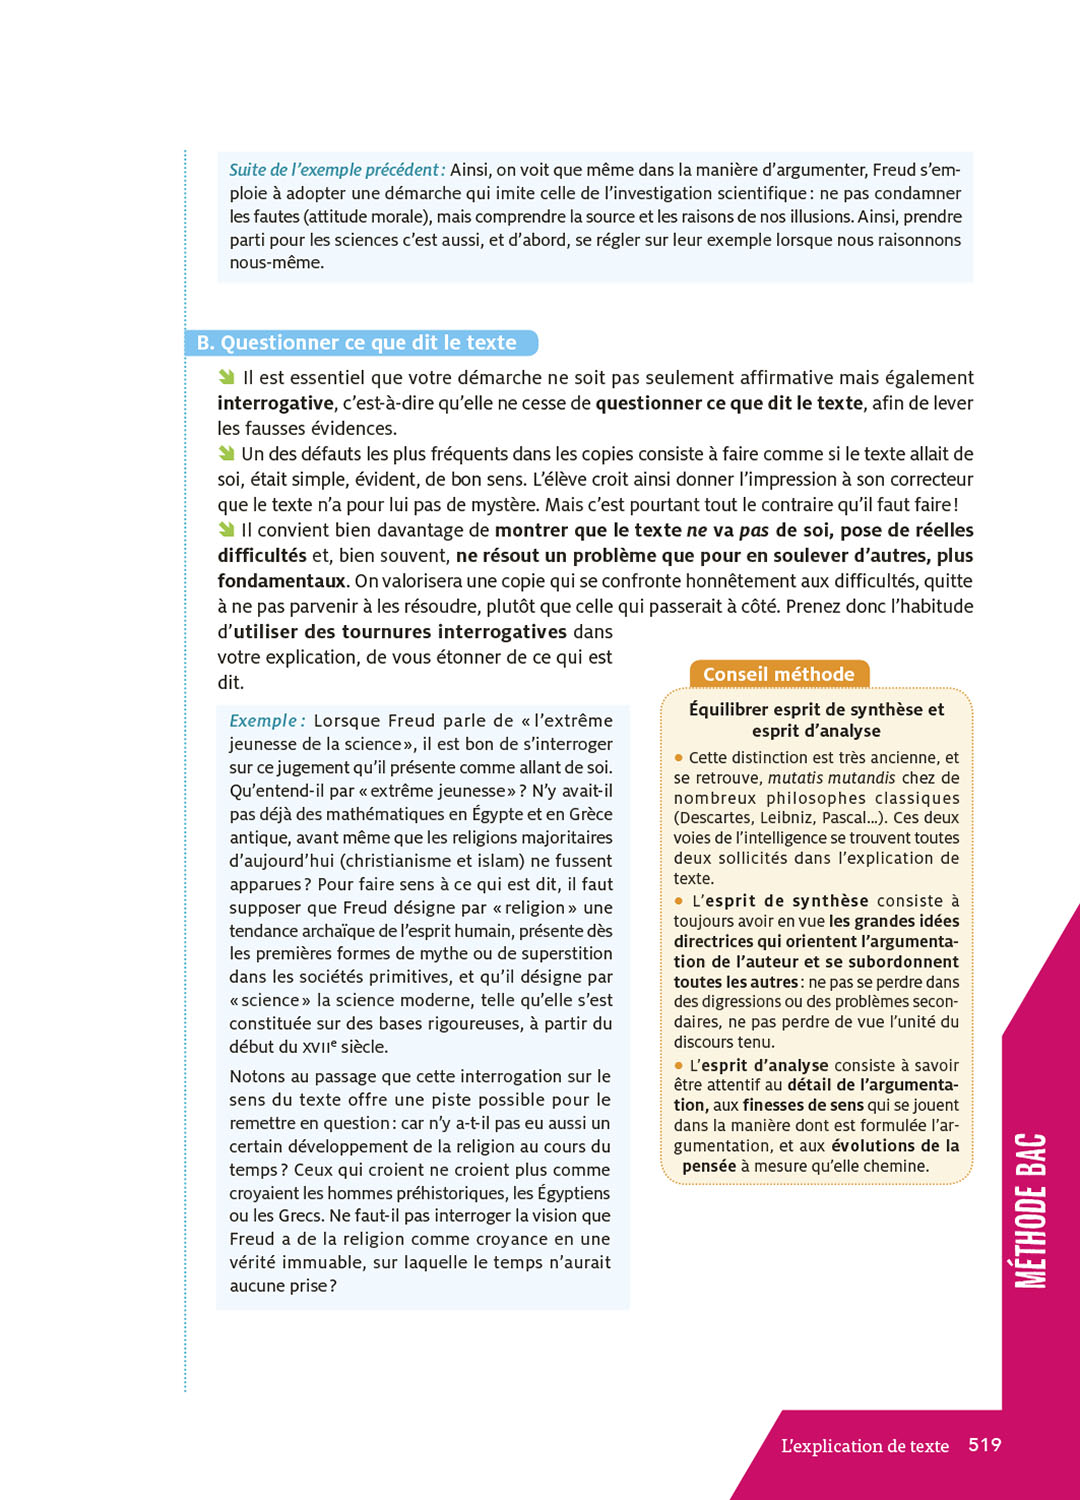 Suite de l'exemple précédent : Ainsi, on voit que même dans la manière d'argumenter, Freud s'em-
ploie à adopter une démarche qui imite celle de l'investigation scientifique : ne pas condamner
les fautes (attitude morale), mais comprendre la source et les raisons de nos illusions. Ainsi, prendre
parti pour les sciences c'est aussi, et d'abord, se régler sur leur exemple lorsque nous raisonnons
nous-même.
B. Questionner ce que dit le texte
Il est essentiel que votre démarche ne soit pas seulement affirmative mais également
interrogative, c'est-à-dire qu'elle ne cesse de questionner ce que dit le texte, afin de lever
les fausses évidences.
Un des défauts les plus fréquents dans les copies consiste à faire comme si le texte allait de
soi, était simple, évident, de bon sens. L'élève croit ainsi donner l'impression à son correcteur
que le texte n'a pour lui pas de mystère. Mais c'est pourtant tout le contraire qu'il faut faire !
Il convient bien davantage de montrer que le texte ne va pas de soi, pose de réelles
difficultés et, bien souvent, ne résout un problème que pour en soulever d'autres, plus
fondamentaux. On valorisera une copie qui se confronte honnêtement aux difficultés, quitte
à ne pas parvenir à les résoudre, plutôt que celle qui passerait à côté. Prenez donc l'habitude
d'utiliser des tournures interrogatives dans
votre explication, de vous étonner de ce qui est
dit.
Exemple : Lorsque Freud parle de « l'extrême
jeunesse de la science », il est bon de s'interroger
sur ce jugement qu'il présente comme allant de soi.
Qu'entend-il par « extrême jeunesse » ? N'y avait-il
pas déjà des mathématiques en Égypte et en Grèce
antique, avant même que les religions majoritaires
d'aujourd'hui (christianisme et islam) ne fussent
apparues ? Pour faire sens à ce qui est dit, il faut
supposer que Freud désigne par « religion » une
tendance archaïque de l'esprit humain, présente dès
les premières formes de mythe ou de superstition
dans les sociétés primitives, et qu'il désigne par
« science » la science moderne, telle qu'elle s'est
constituée sur des bases rigoureuses, à partir du
début du XVIIe siècle.
Notons au passage que cette interrogation sur le
sens du texte offre une piste possible pour le
remettre en question : car n'y a-t-il pas eu aussi un
certain développement de la religion au cours du
temps ? Ceux qui croient ne croient plus comme
croyaient les hommes préhistoriques, les Égyptiens
ou les Grecs. Ne faut-il pas interroger la vision que
Freud a de la religion comme croyance en une
vérité immuable, sur laquelle le temps n'aurait
aucune prise ?
Conseil méthode
Équilibrer esprit de synthèse et
esprit d'analyse
• Cette distinction est très ancienne, et
se retrouve, mutatis mutandis chez de
nombreux philosophes classiques
(Descartes, Leibniz, Pascal...). Ces deux
voies de l'intelligence se trouvent toutes
deux sollicités dans l'explication de
texte.
• L'esprit de synthèse consiste à
toujours avoir en vue les grandes idées
directrices qui orientent l'argumenta-
tion de l'auteur et se subordonnent
toutes les autres : ne pas se perdre dans
des digressions ou des problèmes secon-
daires, ne pas perdre de vue l'unité du
discours tenu.
• L'esprit d'analyse consiste à savoir
être attentif au détail de l'argumenta-
tion, aux finesses de sens qui se jouent
dans la manière dont est formulée l'ar-
gumentation, et aux évolutions de la
pensée à mesure qu'elle chemine.
MÉTHODE BAC
L'explication de texte 519